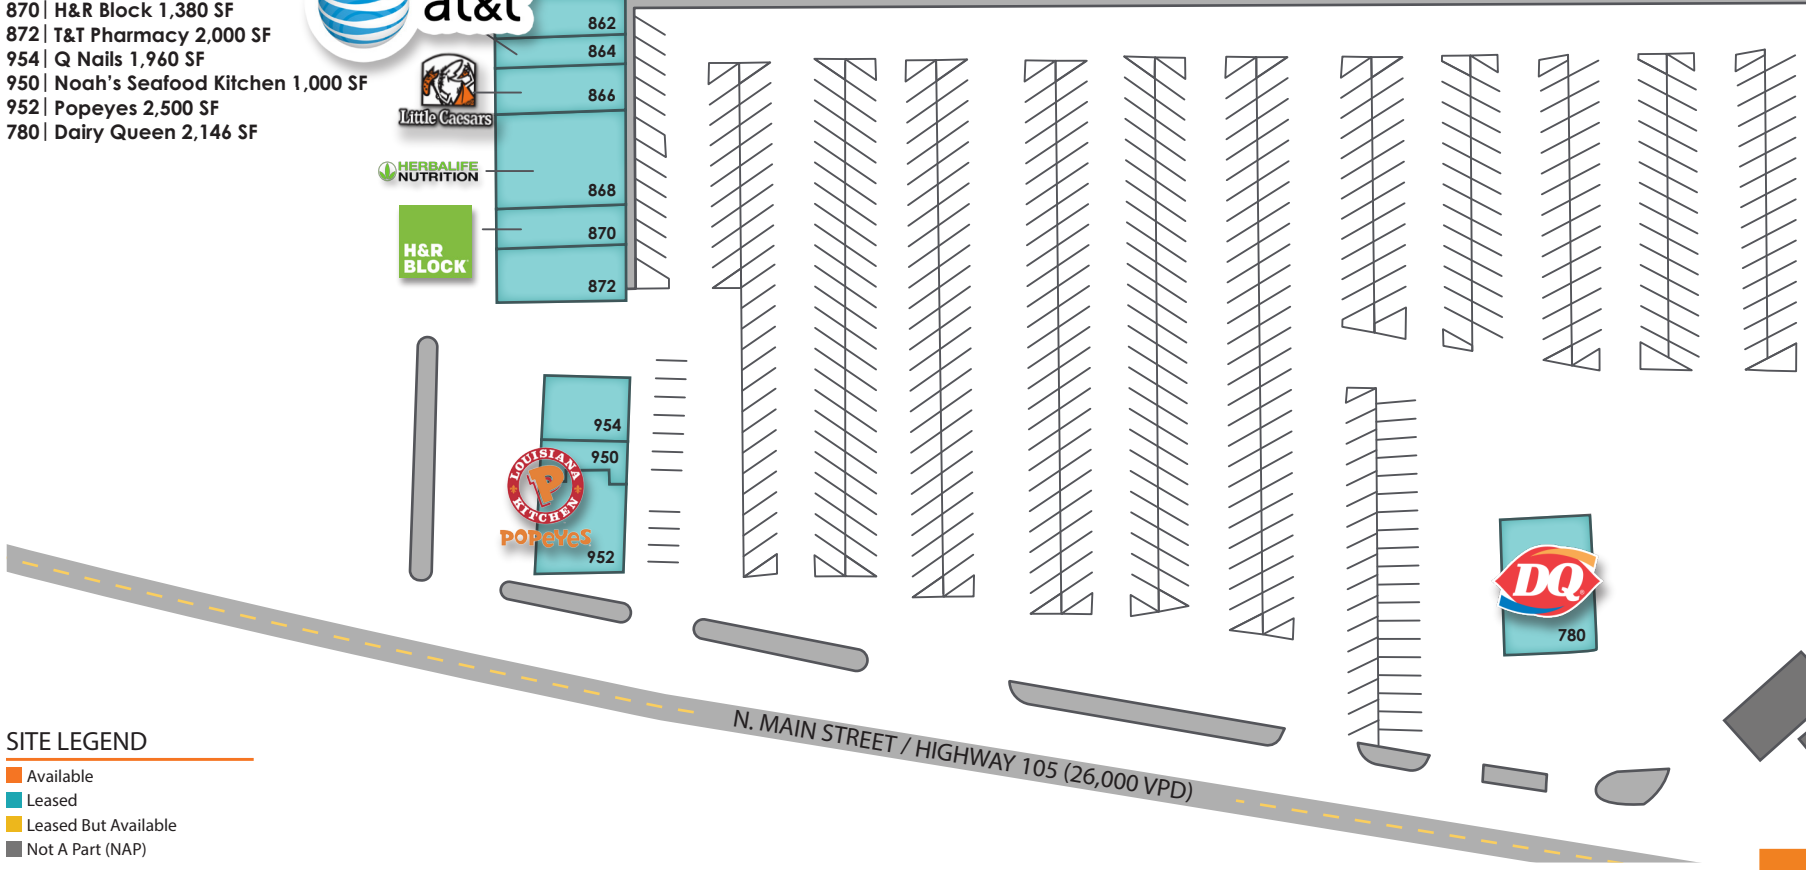 870 | H&R Block 1,380 SF
872 | T&T Pharmacy 2,000 SF
954 | Q Nails 1,960 SF
950 | Noah's Seafood Kitchen 1,000 SF
952 | Popeyes 2,500 SF
780 | Dairy Queen 2,146 SF
at&t
Little Caesars
HERBALIFE
NUTRITION
H&R
BLOCK
862
864
866
868
870
872
954
950
LOUISIANA
KITCHEN
POPEYES
952
DQ
780
N. MAIN STREET / HIGHWAY 105 (26,000 VPD)
SITE LEGEND
Available
Leased
Leased But Available
Not A Part (NAP)